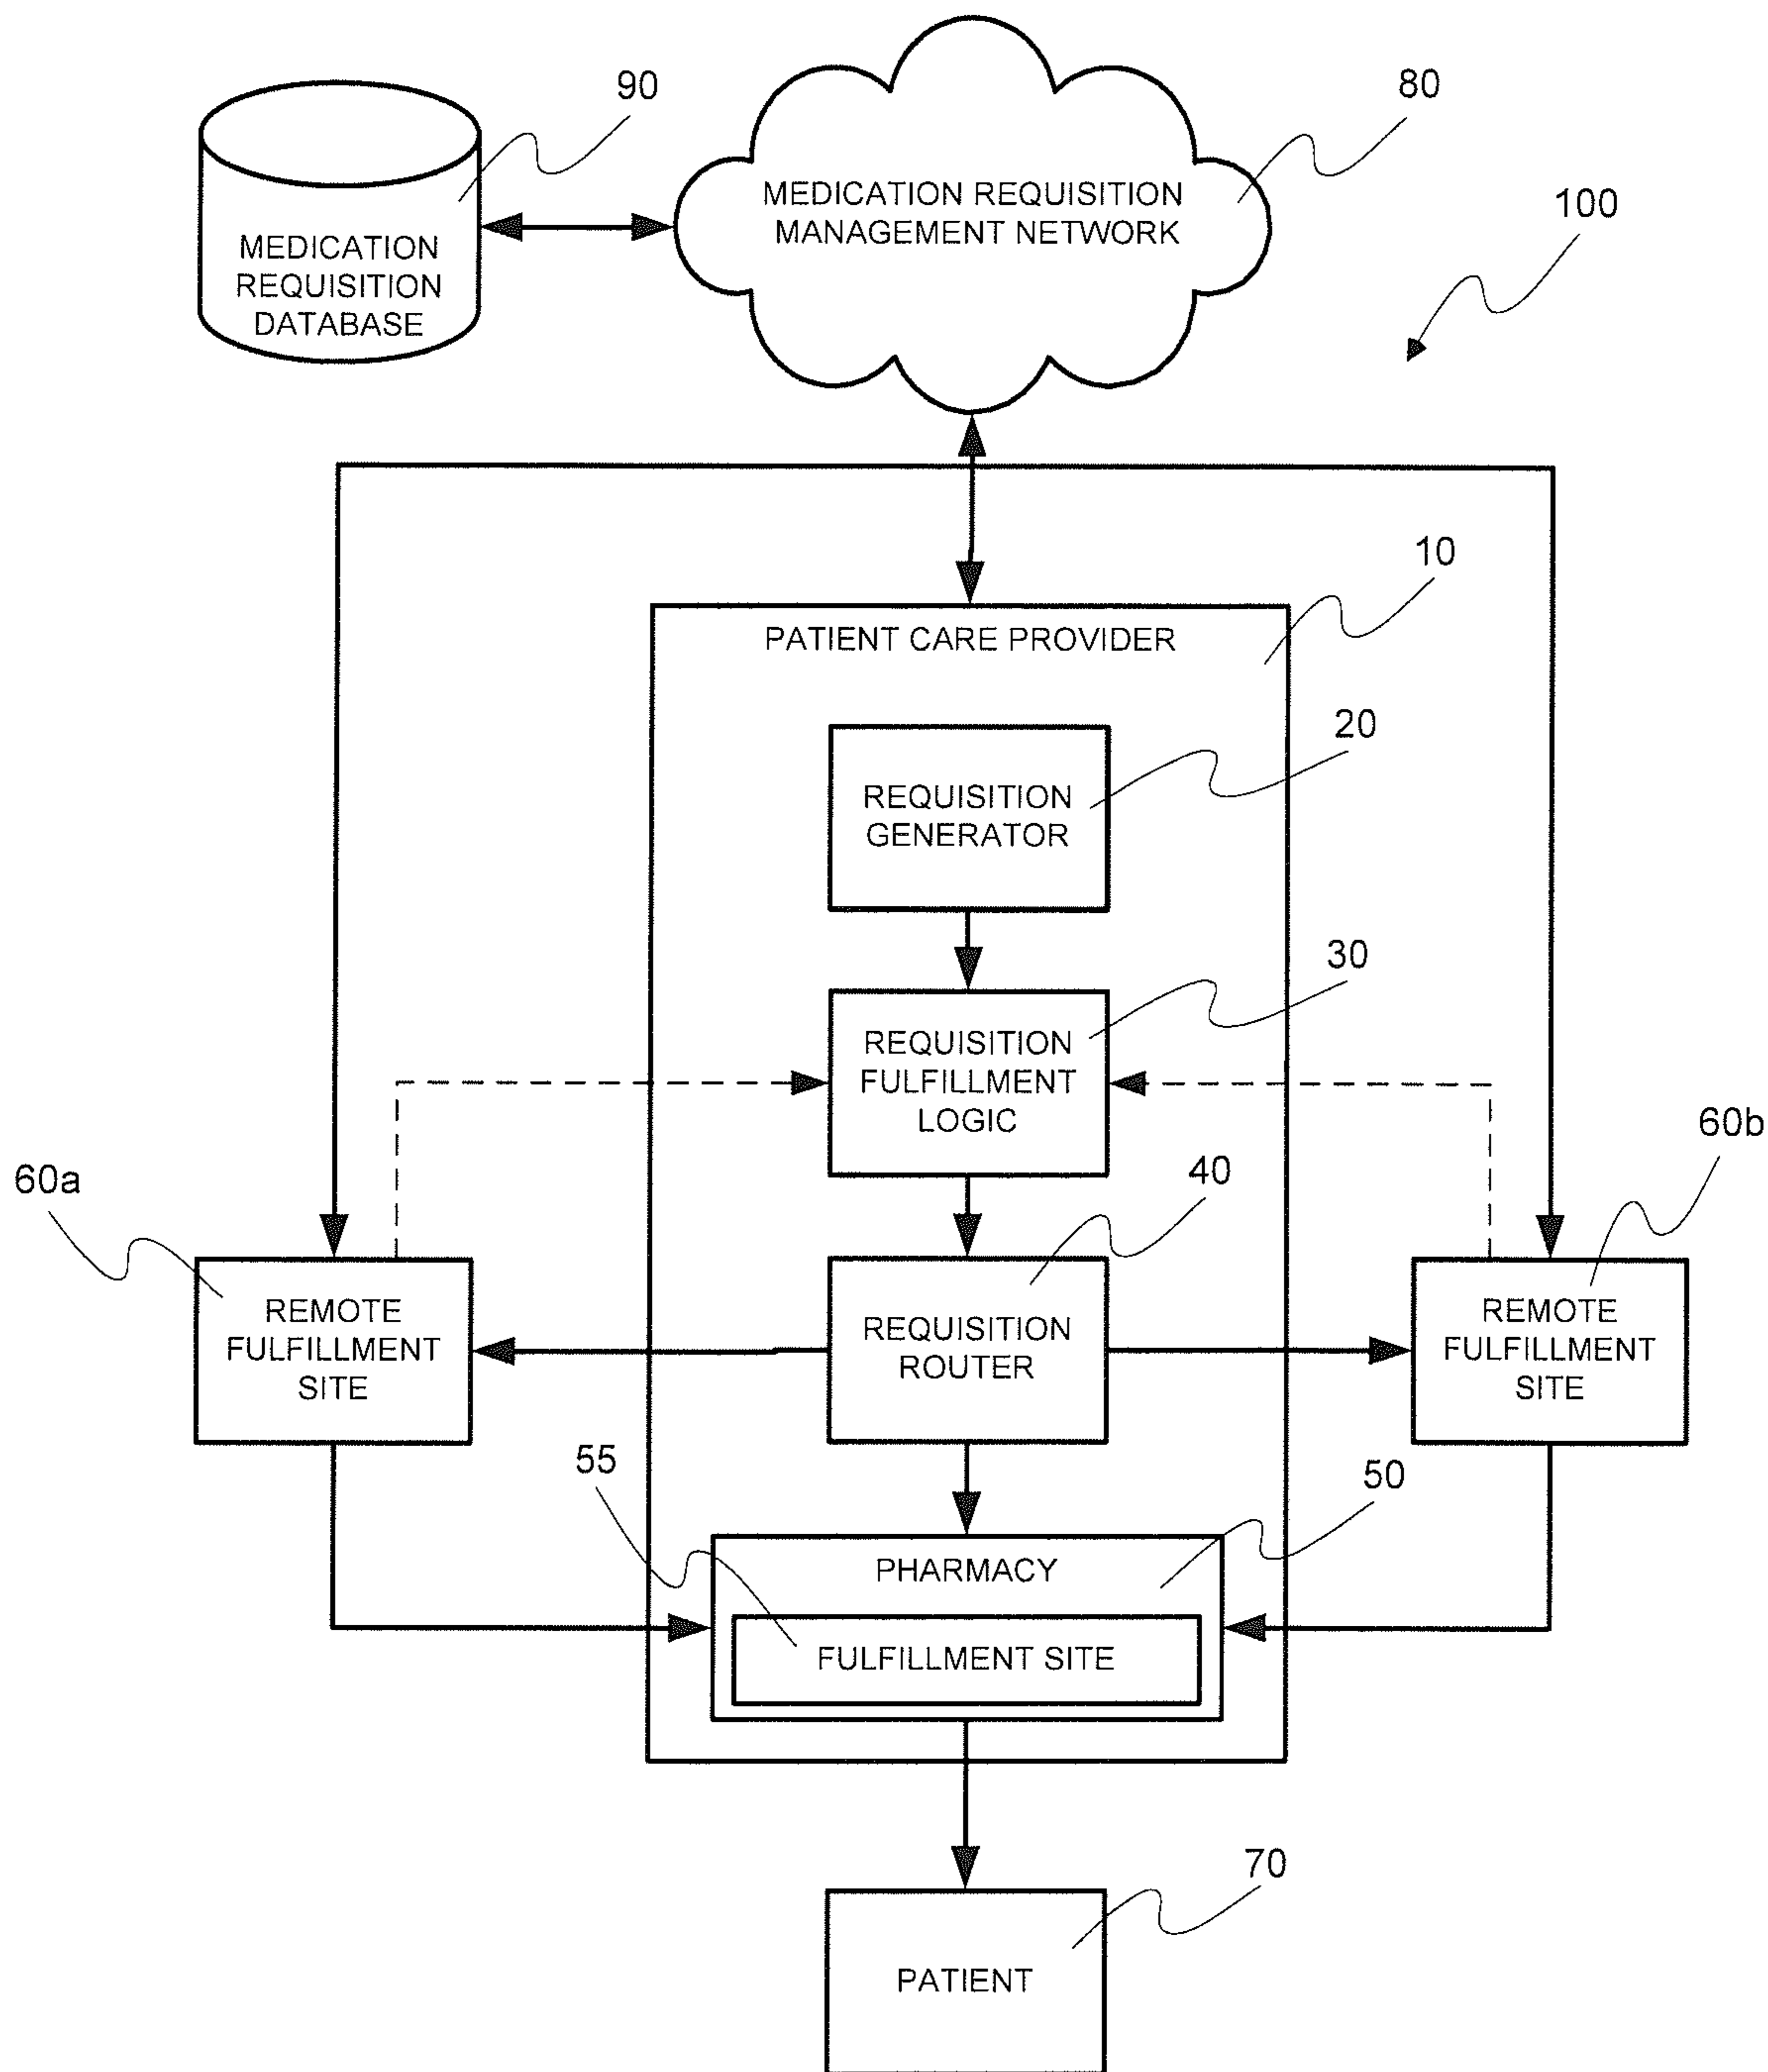 90
80
MEDICATION REQUISITION
MANAGEMENT NETWORK
100
MEDICATION
REQUISITION
DATABASE
10
PATIENT CARE PROVIDER
20
REQUISITION
GENERATOR
30
REQUISITION
FULFILLMENT
LOGIC
60a
60b
40
REMOTE
FULFILLMENT
SITE
REQUISITION
ROUTER
REMOTE
FULFILLMENT
SITE
55
50
PHARMACY
FULFILLMENT SITE
70
PATIENT